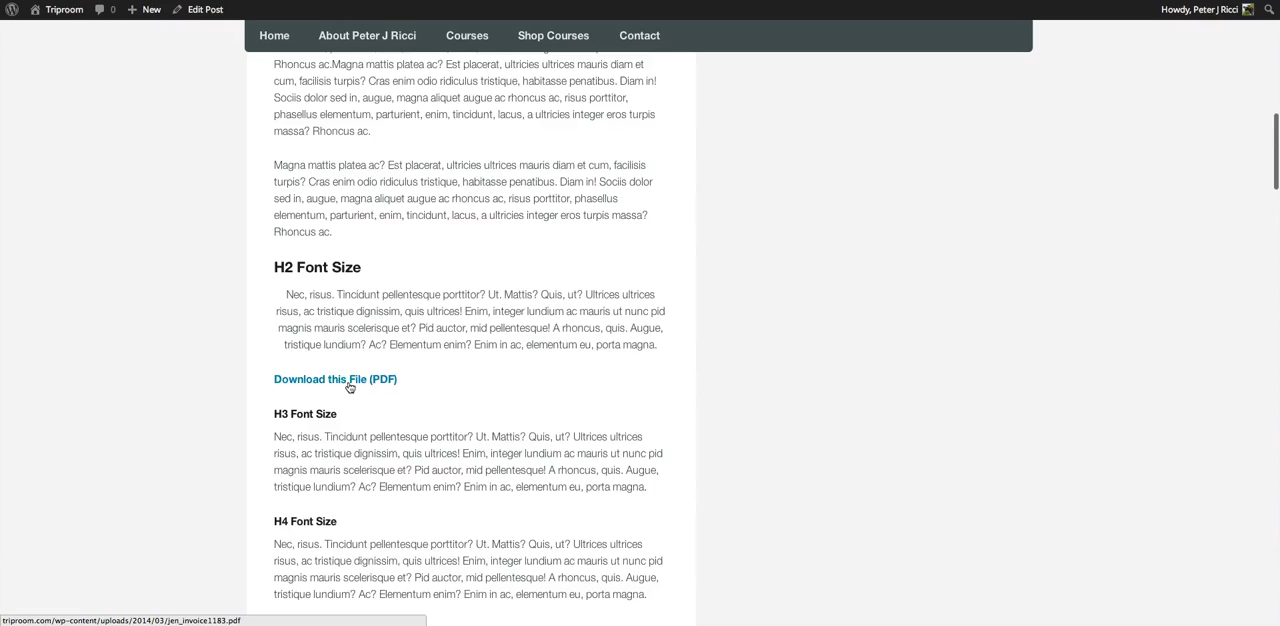 Triproom 0 New Edit Post Howdy, Peter J Ricci
Home About Peter J Ricci Courses Shop Courses Contact
Rhoncus ac.Magna mattis platea ac? Est placerat, ultricies ultrices mauris diam et
cum, facilisis turpis? Cras enim odio ridiculus tristique, habitasse penatibus. Diam in!
Sociis dolor sed in, augue, magna aliquet augue ac rhoncus ac, risus porttitor,
phasellus elementum, parturient, enim, tincidunt, lacus, a ultricies integer eros turpis
massa? Rhoncus ac.
Magna mattis platea ac? Est placerat, ultricies ultrices mauris diam et cum, facilisis
turpis? Cras enim odio ridiculus tristique, habitasse penatibus. Diam in! Sociis dolor
sed in, augue, magna aliquet augue ac rhoncus ac, risus porttitor, phasellus
elementum, parturient, enim, tincidunt, lacus, a ultricies integer eros turpis massa?
Rhoncus ac.
H2 Font Size
Nec, risus. Tincidunt pellentesque porttitor? Ut. Mattis? Quis, ut? Ultrices ultrices
risus, ac tristique dignissim, quis ultrices! Enim, integer lundium ac mauris ut nunc pid
magnis mauris scelerisque et? Pid auctor, mid pellentesque! A rhoncus, quis. Augue,
tristique lundium? Ac? Elementum enim? Enim in ac, elementum eu, porta magna.
Download this File (PDF)
H3 Font Size
Nec, risus. Tincidunt pellentesque porttitor? Ut. Mattis? Quis, ut? Ultrices ultrices
risus, ac tristique dignissim, quis ultrices! Enim, integer lundium ac mauris ut nunc pid
magnis mauris scelerisque et? Pid auctor, mid pellentesque! A rhoncus, quis. Augue,
tristique lundium? Ac? Elementum enim? Enim in ac, elementum eu, porta magna.
H4 Font Size
Nec, risus. Tincidunt pellentesque porttitor? Ut. Mattis? Quis, ut? Ultrices ultrices
risus, ac tristique dignissim, quis ultrices! Enim, integer lundium ac mauris ut nunc pid
magnis mauris scelerisque et? Pid auctor, mid pellentesque! A rhoncus, quis. Augue,
tristique lundium? Ac? Elementum enim? Enim in ac, elementum eu, porta magna.
triproom.com/wp-content/uploads/2014/03/jen_invoice1183.pdf